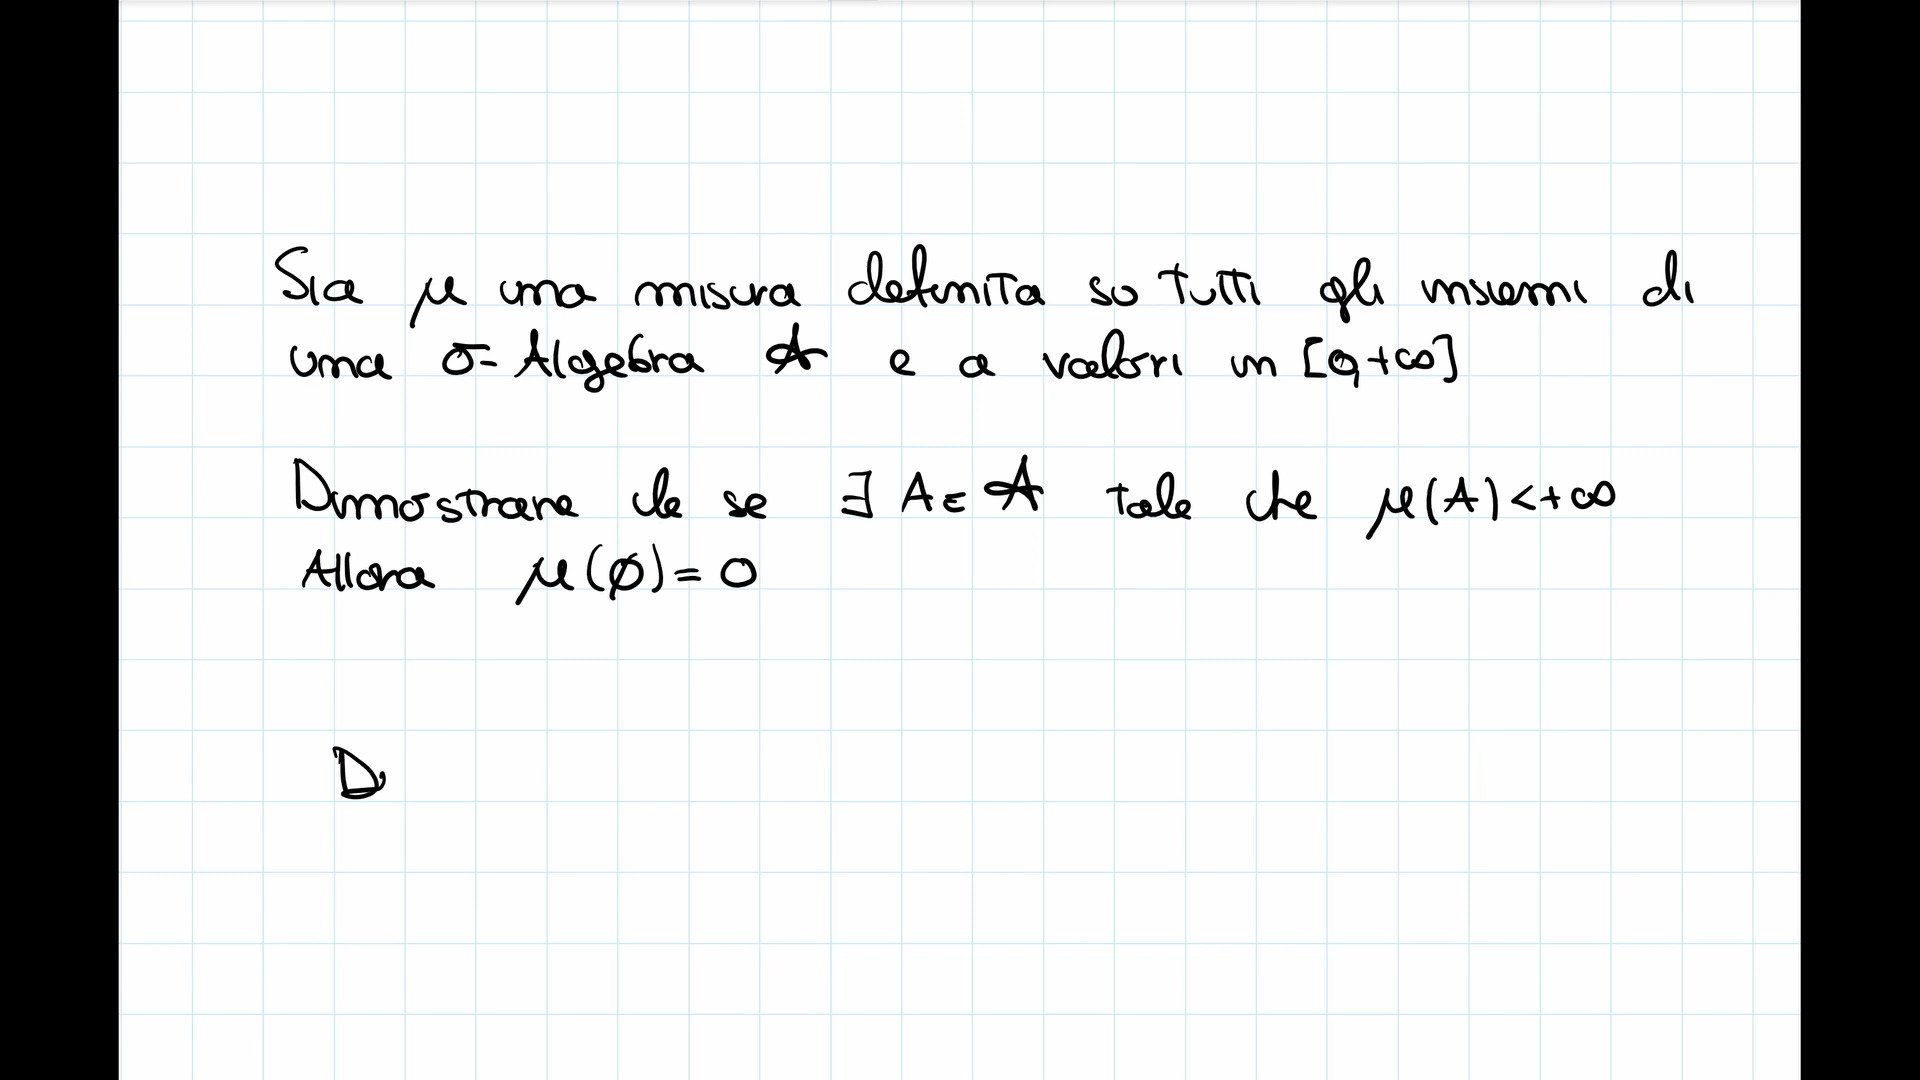 Sia μ una misura definita su tutti gli insiemi di
una σ-Algebra 𝒜 e a valori in [0,+∞]
Dimostrare che se ∃ A ∈ 𝒜 tale che μ(A) < +∞
Allora μ(∅) = 0
D